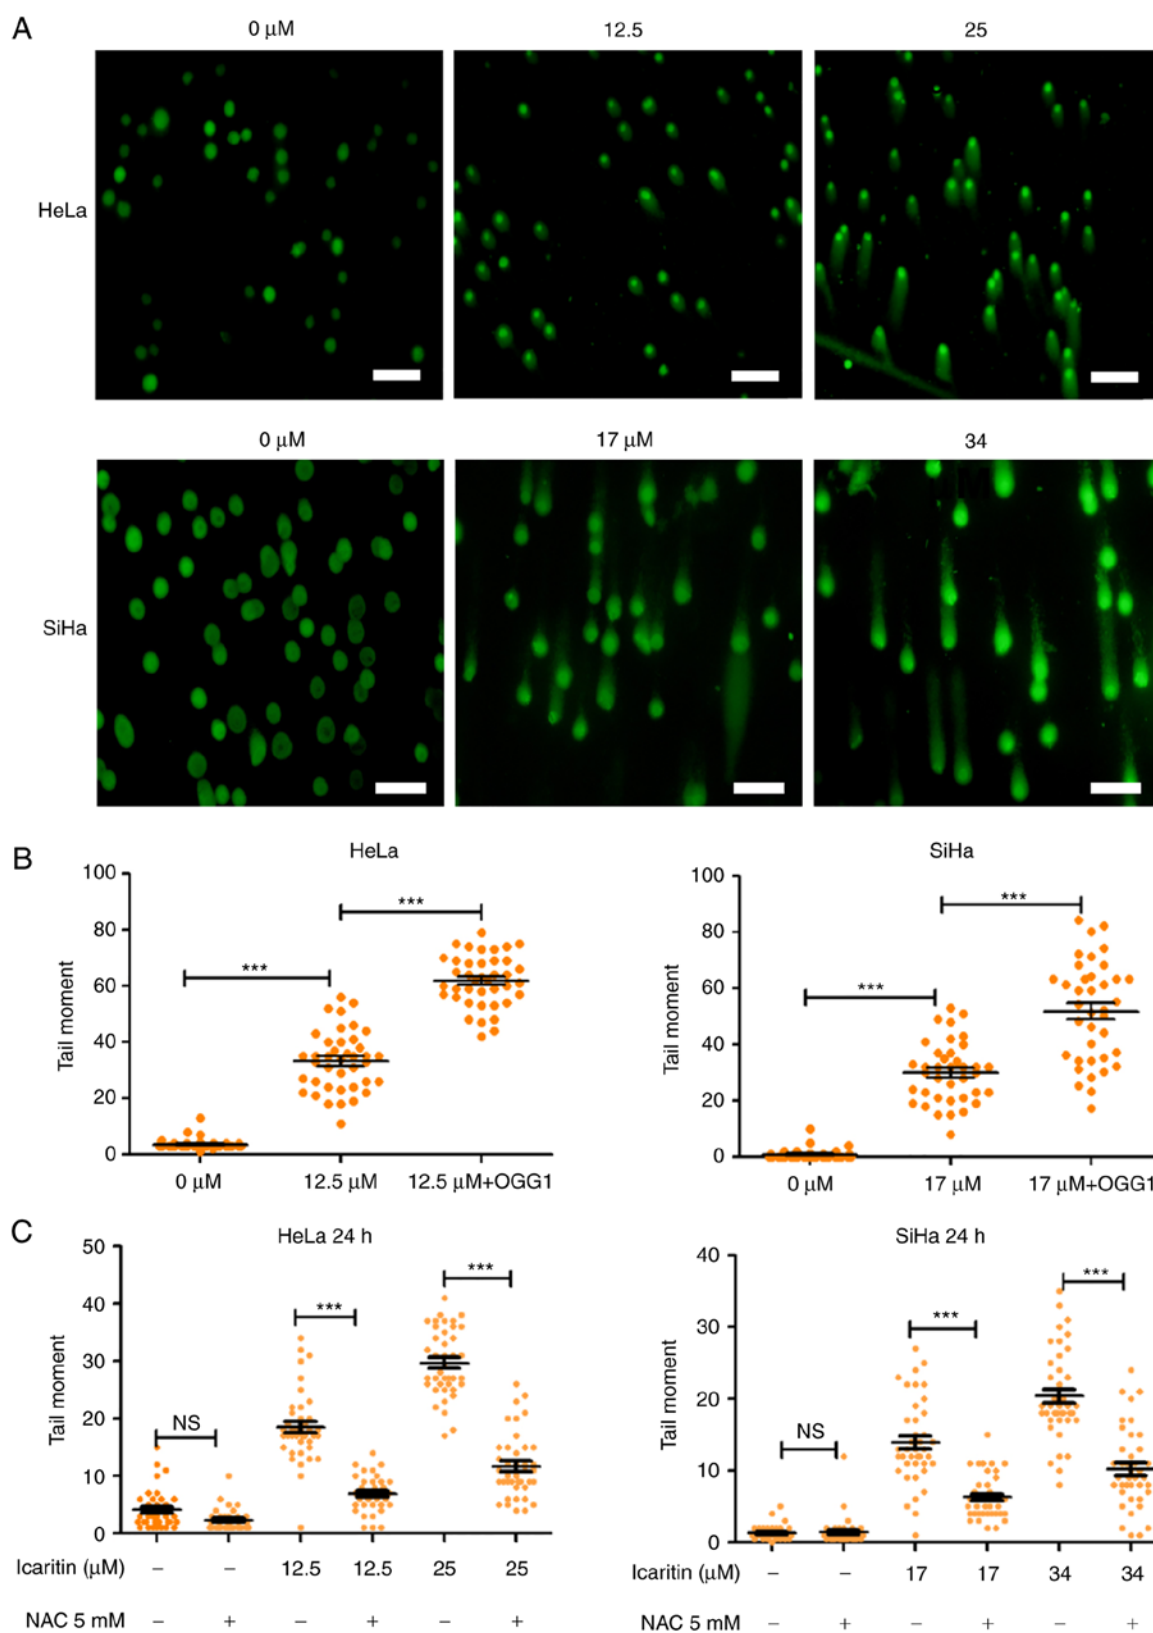 A
0 μM 12.5 25
HeLa
0 μM 17 μM 34
SiHa
B
HeLa
100
80
60
40
20
0
Tail moment
***
***
0 μM 12.5 μM 12.5 μM+OGG1
SiHa
100
80
60
40
20
0
Tail moment
***
***
0 μM 17 μM 17 μM+OGG1
C
HeLa 24 h
50
40
30
20
10
0
Tail moment
NS
***
***
Icaritin (μM) – – 12.5 12.5 25 25
NAC 5 mM – + – + – +
SiHa 24 h
40
30
20
10
0
Tail moment
NS
***
***
Icaritin (μM) – – 17 17 34 34
NAC 5 mM – + – + – +